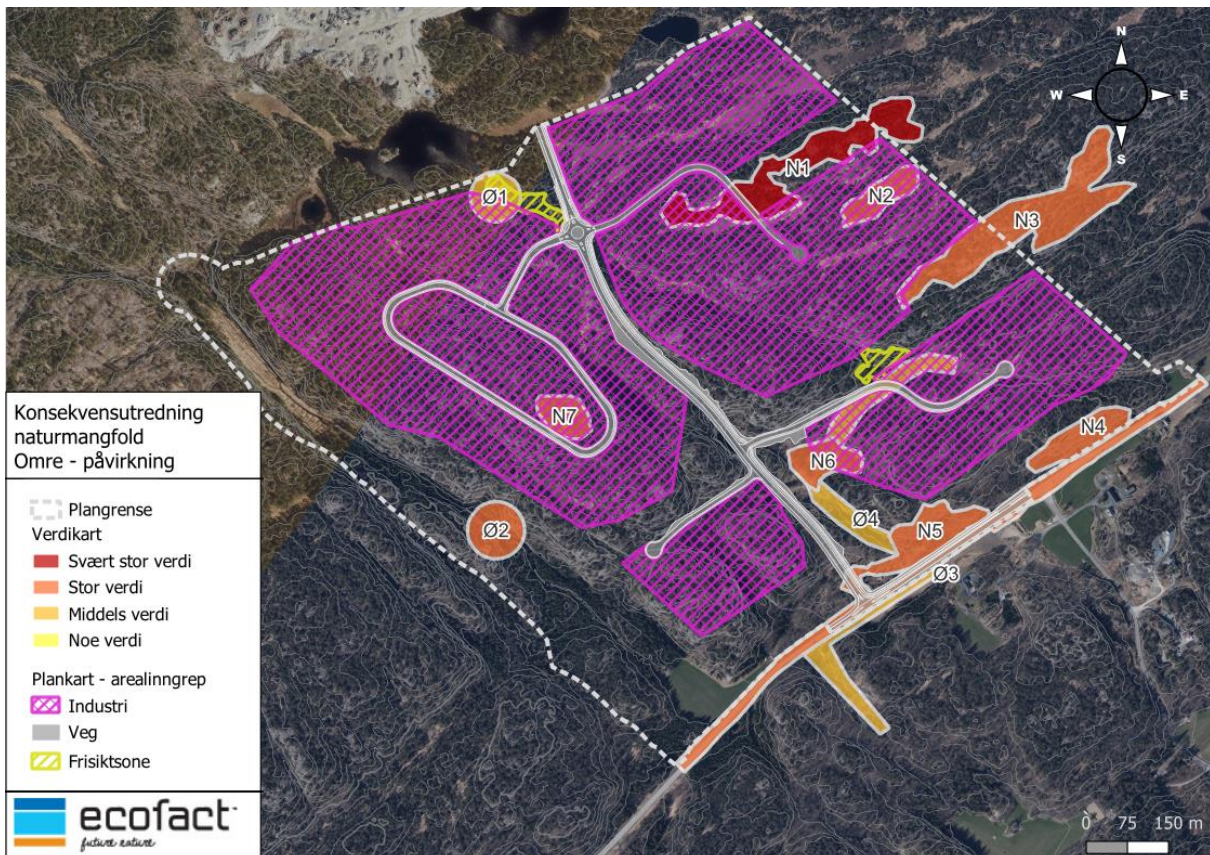 N
W E
S
Ø1
N1
N2
N3
N7
N4
N6
Ø2
Ø4
N5
Ø3
Konsekvensutredning
naturmangfold
Omre - påvirkning
Plangrense
Verdikart
Svært stor verdi
Stor verdi
Middels verdi
Noe verdi
Plankart - arealinngrep
Industri
Veg
Frisiktsone
ecofact
future nature
0 75 150 m